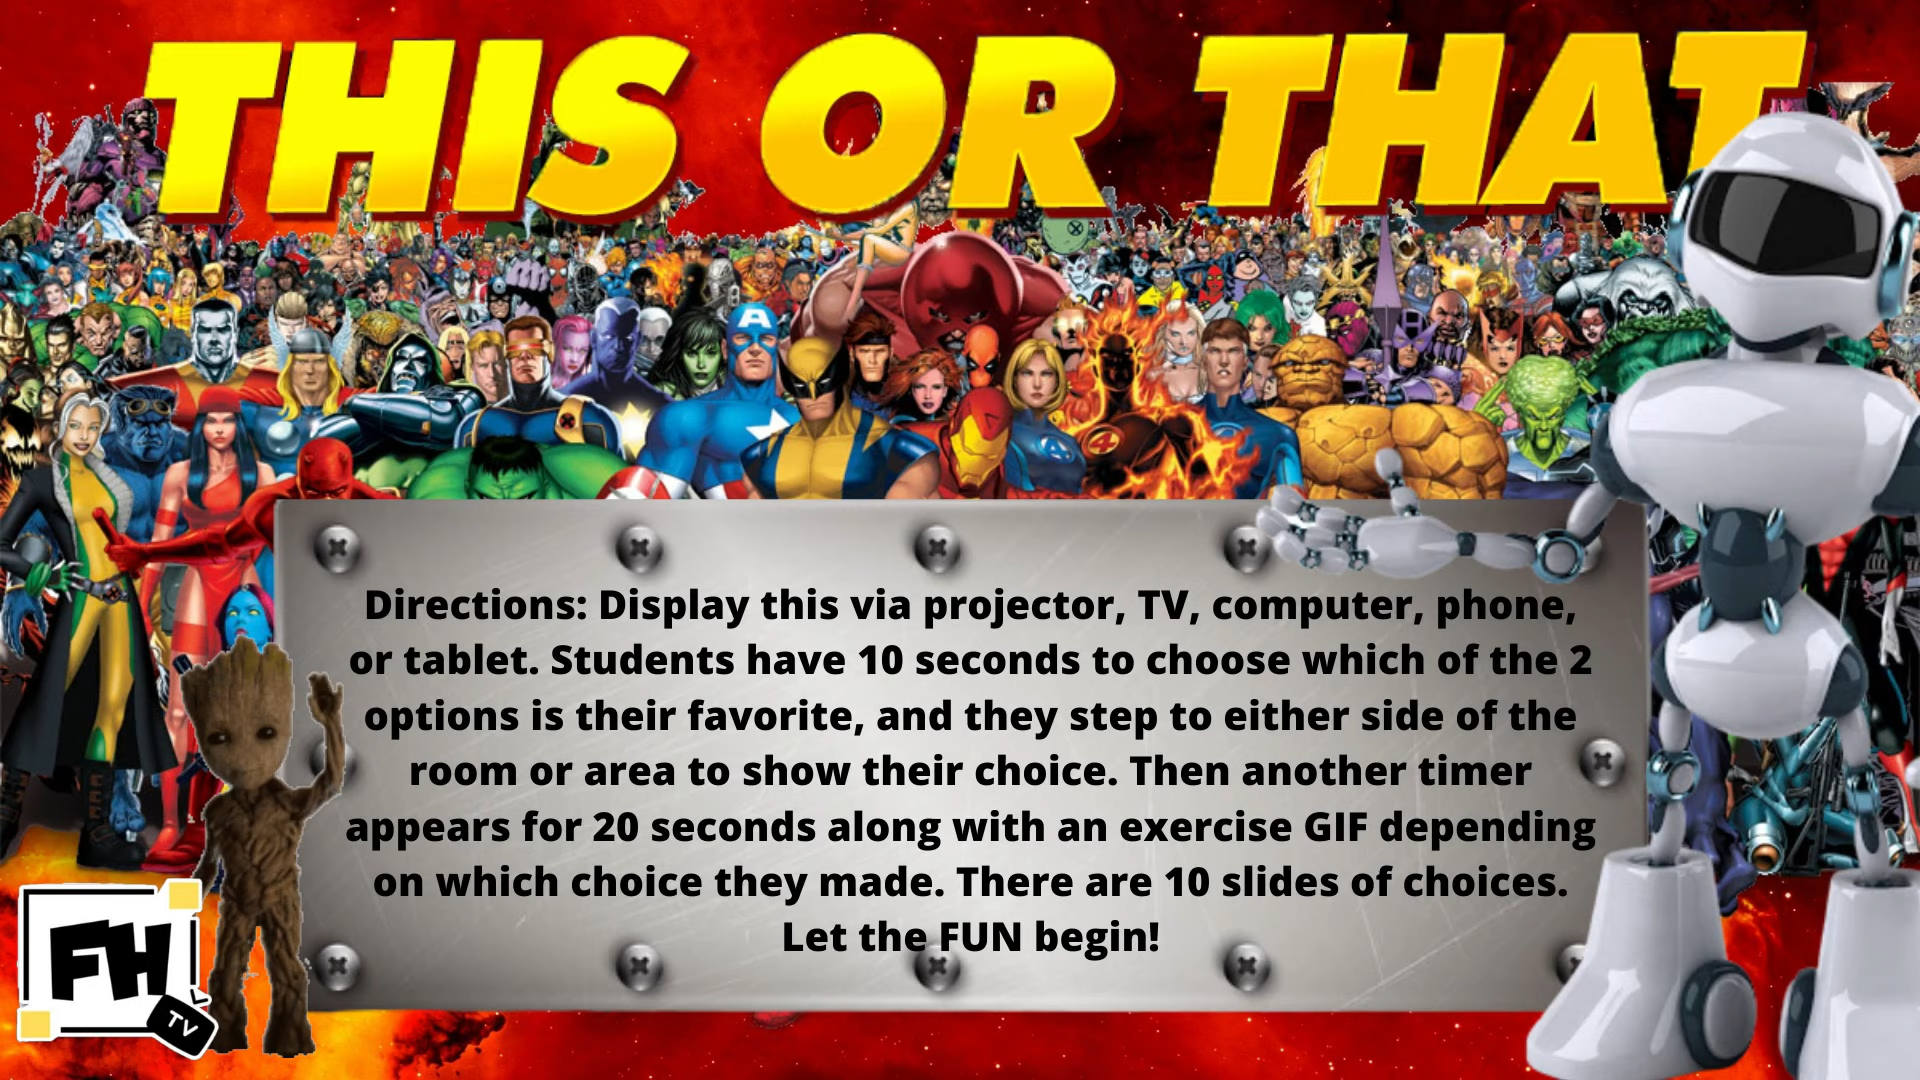 THIS OR THAT
A
4
Directions: Display this via projector, TV, computer, phone,
or tablet. Students have 10 seconds to choose which of the 2
options is their favorite, and they step to either side of the
room or area to show their choice. Then another timer
appears for 20 seconds along with an exercise GIF depending
on which choice they made. There are 10 slides of choices.
Let the FUN begin!
FH
TV